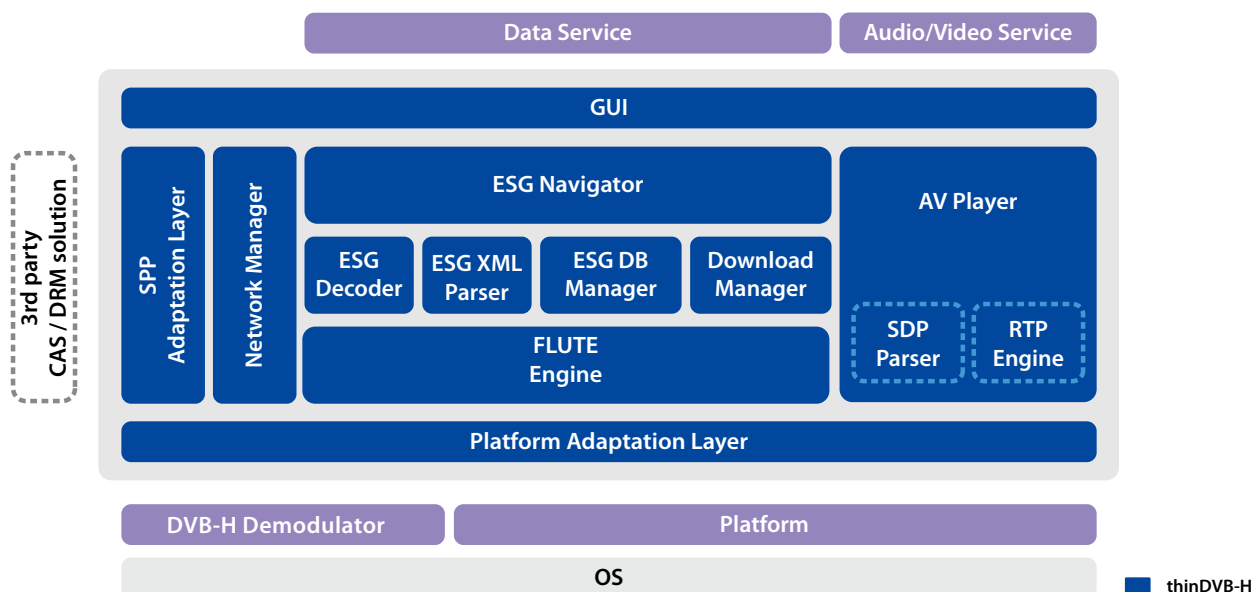 Data Service
Audio/Video Service
GUI
3rd party
CAS / DRM solution
SPP
Adaptation Layer
Network Manager
ESG Navigator
AV Player
ESG
Decoder
ESG XML
Parser
ESG DB
Manager
Download
Manager
SDP
Parser
RTP
Engine
FLUTE
Engine
Platform Adaptation Layer
DVB-H Demodulator
Platform
OS
thinDVB-H